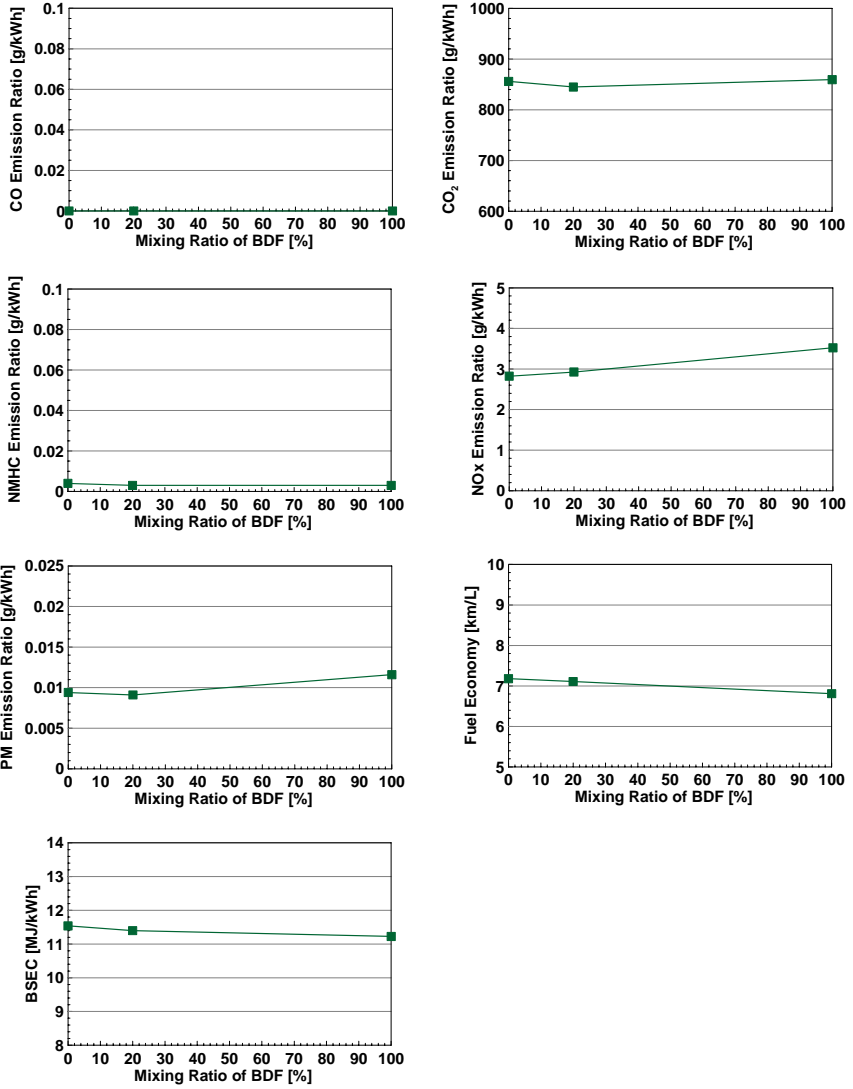 CO Emission Ratio [g/kWh]
0.1
0.08
0.06
0.04
0.02
0
0 10 20 30 40 50 60 70 80 90 100
Mixing Ratio of BDF [%]
CO₂ Emission Ratio [g/kWh]
1000
900
800
700
600
0 10 20 30 40 50 60 70 80 90 100
Mixing Ratio of BDF [%]
NMHC Emission Ratio [g/kWh]
0.1
0.08
0.06
0.04
0.02
0
0 10 20 30 40 50 60 70 80 90 100
Mixing Ratio of BDF [%]
NOx Emission Ratio [g/kWh]
5
4
3
2
1
0
0 10 20 30 40 50 60 70 80 90 100
Mixing Ratio of BDF [%]
PM Emission Ratio [g/kWh]
0.025
0.02
0.015
0.01
0.005
0
0 10 20 30 40 50 60 70 80 90 100
Mixing Ratio of BDF [%]
Fuel Economy [km/L]
10
9
8
7
6
5
0 10 20 30 40 50 60 70 80 90 100
Mixing Ratio of BDF [%]
BSEC [MJ/kWh]
14
13
12
11
10
9
8
0 10 20 30 40 50 60 70 80 90 100
Mixing Ratio of BDF [%]